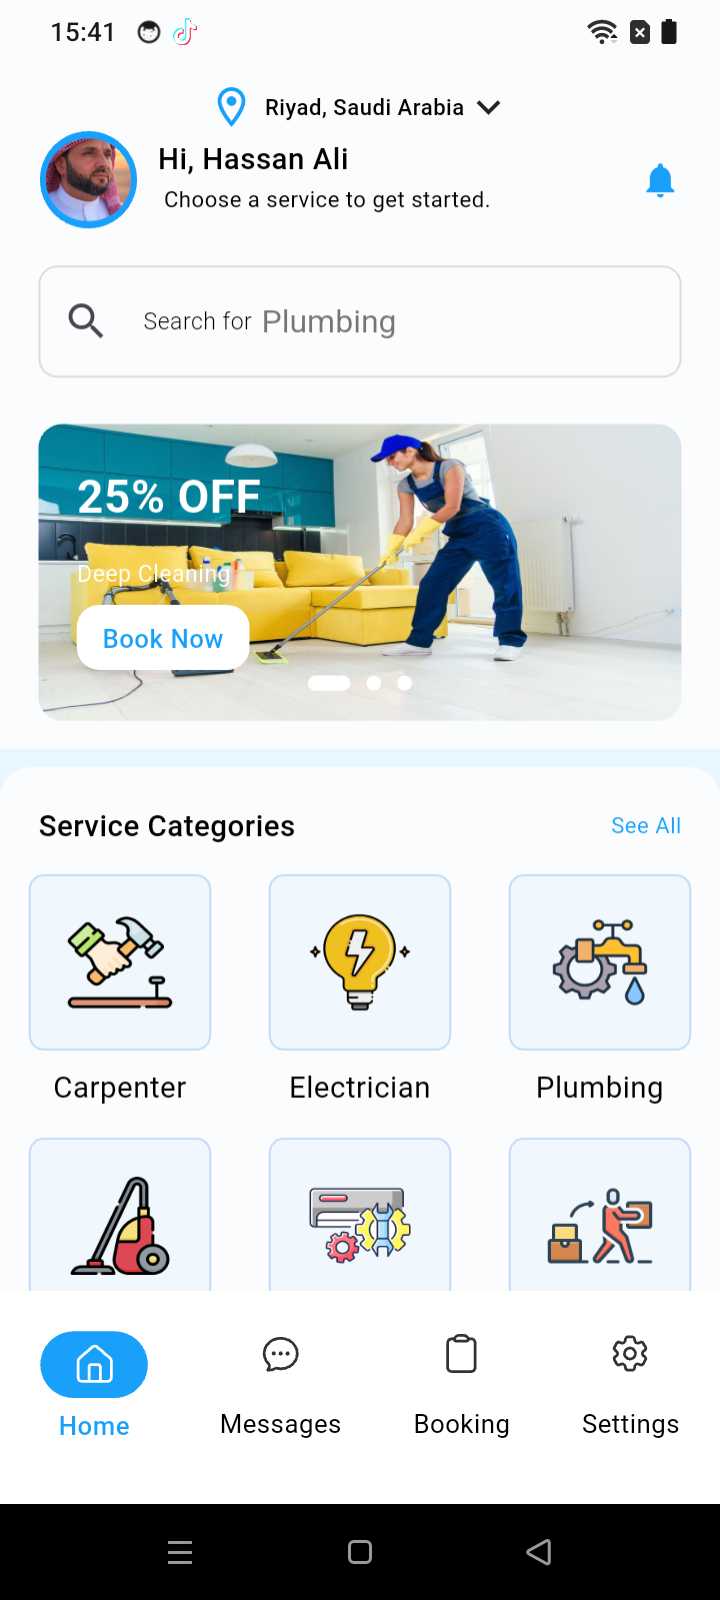 15:41
Riyad, Saudi Arabia
Hi, Hassan Ali
Choose a service to get started.
Search for Plumbing
25% OFF
Deep Cleaning
Book Now
Service Categories See All
Carpenter Electrician Plumbing
Home Messages Booking Settings